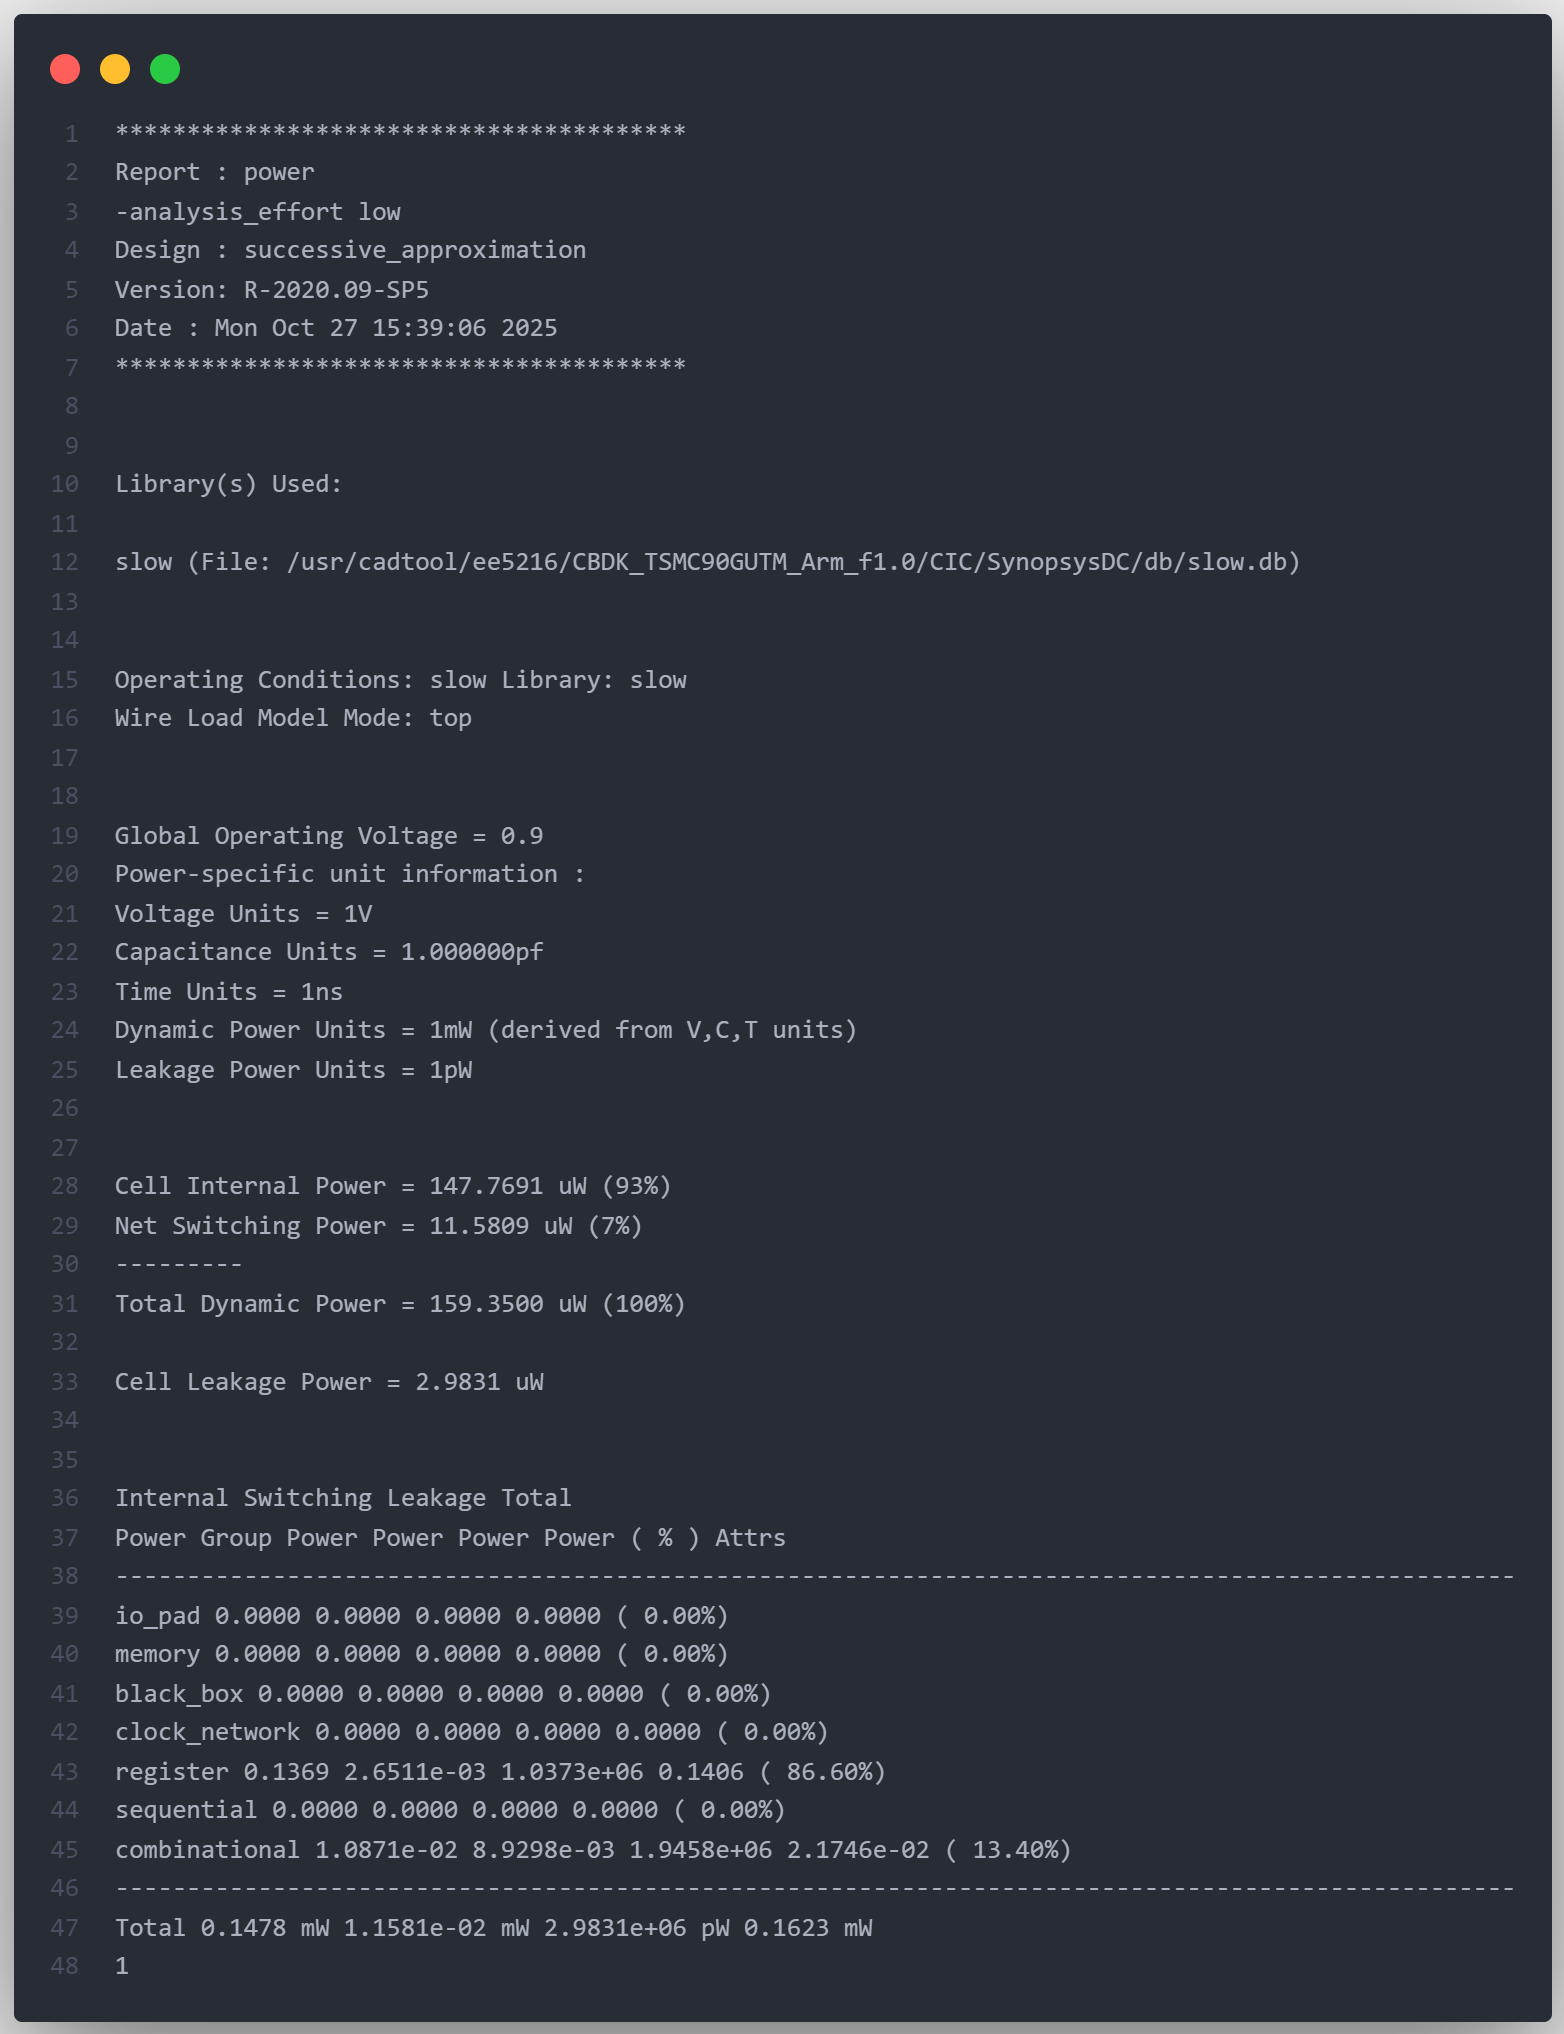 1 ****************************************
2 Report : power
3 -analysis_effort low
4 Design : successive_approximation
5 Version: R-2020.09-SP5
6 Date : Mon Oct 27 15:39:06 2025
7 ****************************************
8
9
10 Library(s) Used:
11
12 slow (File: /usr/cadtool/ee5216/CBDK_TSMC90GUTM_Arm_f1.0/CIC/SynopsysDC/db/slow.db)
13
14
15 Operating Conditions: slow Library: slow
16 Wire Load Model Mode: top
17
18
19 Global Operating Voltage = 0.9
20 Power-specific unit information :
21 Voltage Units = 1V
22 Capacitance Units = 1.000000pf
23 Time Units = 1ns
24 Dynamic Power Units = 1mW (derived from V,C,T units)
25 Leakage Power Units = 1pW
26
27
28 Cell Internal Power = 147.7691 uW (93%)
29 Net Switching Power = 11.5809 uW (7%)
30 ---------
31 Total Dynamic Power = 159.3500 uW (100%)
32
33 Cell Leakage Power = 2.9831 uW
34
35
36 Internal Switching Leakage Total
37 Power Group Power Power Power Power ( % ) Attrs
38 --------------------------------------------------------------------------------------------------
39 io_pad 0.0000 0.0000 0.0000 0.0000 ( 0.00%)
40 memory 0.0000 0.0000 0.0000 0.0000 ( 0.00%)
41 black_box 0.0000 0.0000 0.0000 0.0000 ( 0.00%)
42 clock_network 0.0000 0.0000 0.0000 0.0000 ( 0.00%)
43 register 0.1369 2.6511e-03 1.0373e+06 0.1406 ( 86.60%)
44 sequential 0.0000 0.0000 0.0000 0.0000 ( 0.00%)
45 combinational 1.0871e-02 8.9298e-03 1.9458e+06 2.1746e-02 ( 13.40%)
46 --------------------------------------------------------------------------------------------------
47 Total 0.1478 mW 1.1581e-02 mW 2.9831e+06 pW 0.1623 mW
48 1